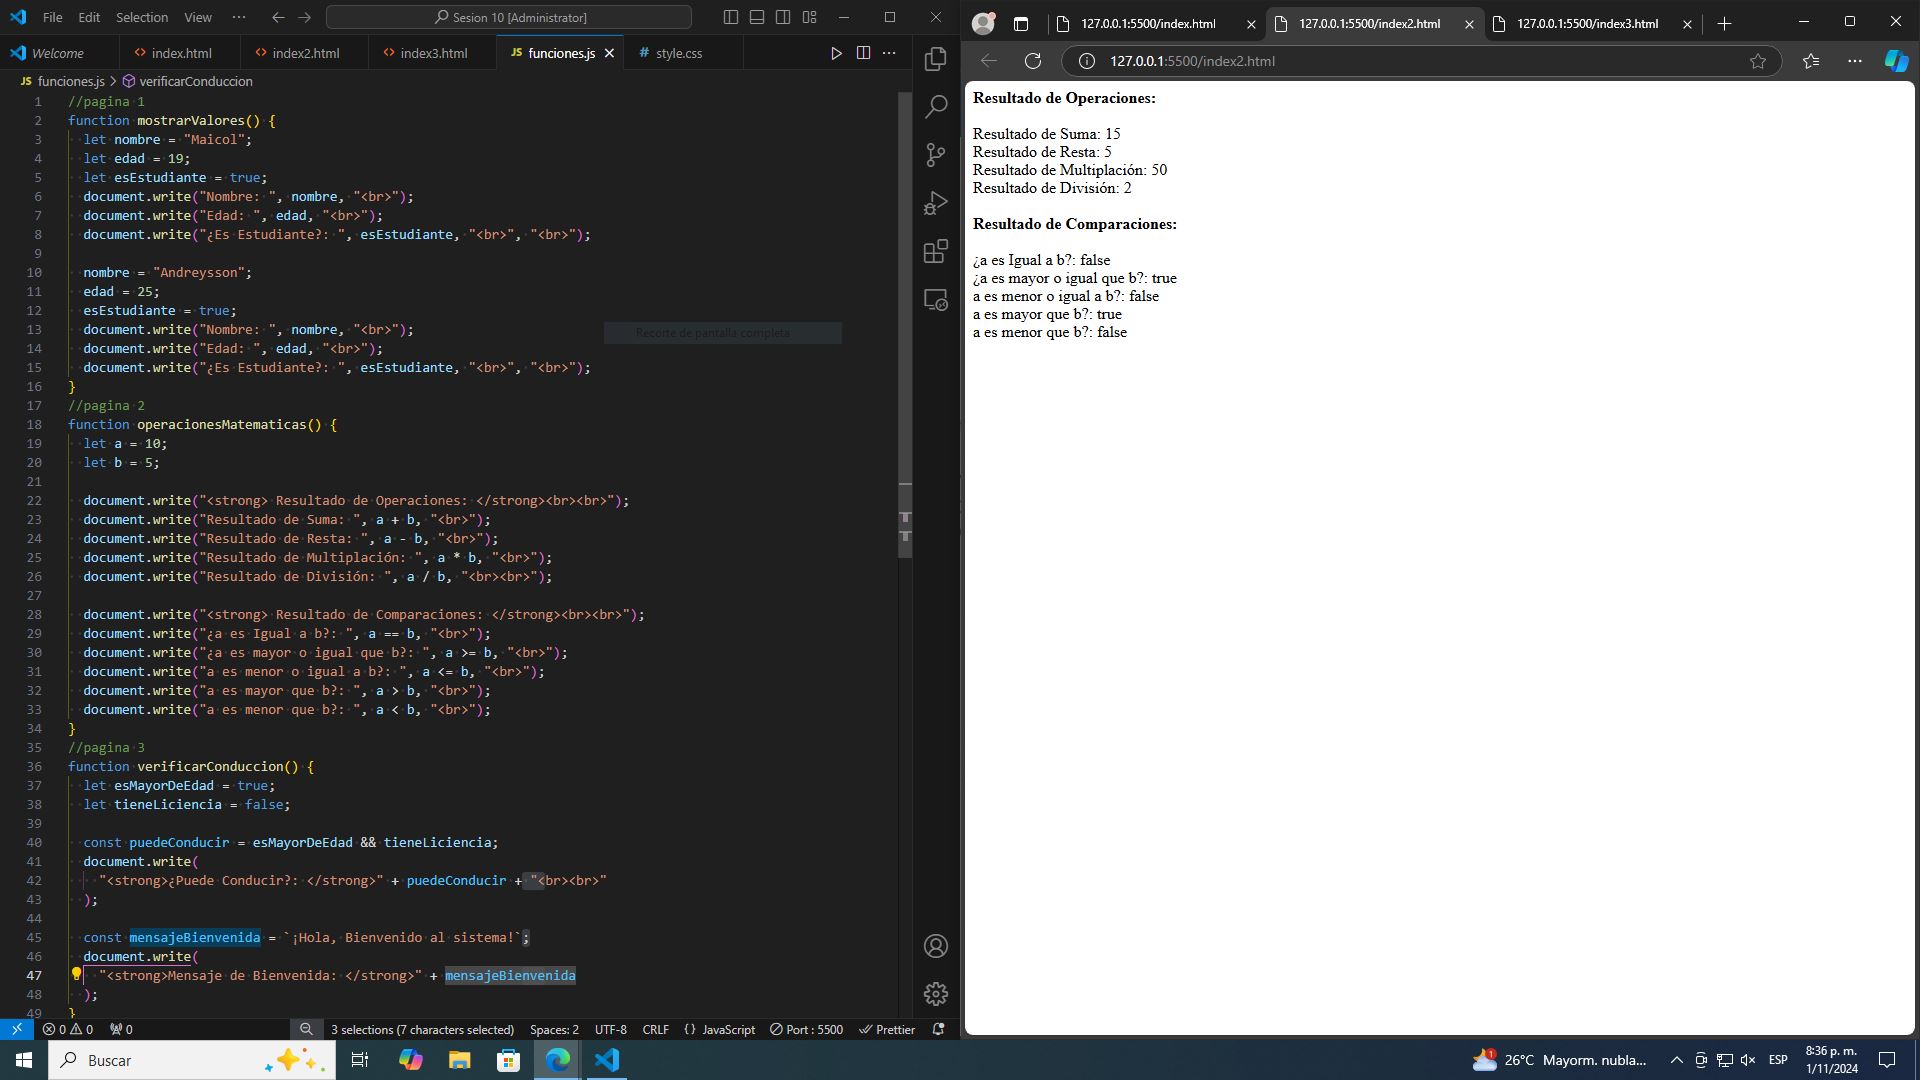 File Edit Selection View ··· Sesion 10 [Administrator]
Welcome index.html index2.html index3.html JS funciones.js # style.css
JS funciones.js > verificarConduccion
1 //pagina 1
2 function mostrarValores() {
3 let nombre = "Maicol";
4 let edad = 19;
5 let esEstudiante = true;
6 document.write("Nombre: ", nombre, "<br>");
7 document.write("Edad: ", edad, "<br>");
8 document.write("¿Es Estudiante?: ", esEstudiante, "<br>", "<br>");
9
10 nombre = "Andreysson";
11 edad = 25;
12 esEstudiante = true;
13 document.write("Nombre: ", nombre, "<br>");
Recorte de pantalla completa
14 document.write("Edad: ", edad, "<br>");
15 document.write("¿Es Estudiante?: ", esEstudiante, "<br>", "<br>");
16 }
17 //pagina 2
18 function operacionesMatematicas() {
19 let a = 10;
20 let b = 5;
21
22 document.write("<strong> Resultado de Operaciones: </strong><br><br>");
23 document.write("Resultado de Suma: ", a + b, "<br>");
24 document.write("Resultado de Resta: ", a - b, "<br>");
25 document.write("Resultado de Multiplación: ", a * b, "<br>");
26 document.write("Resultado de División: ", a / b, "<br><br>");
27
28 document.write("<strong> Resultado de Comparaciones: </strong><br><br>");
29 document.write("¿a es Igual a b?: ", a == b, "<br>");
30 document.write("¿a es mayor o igual que b?: ", a >= b, "<br>");
31 document.write("a es menor o igual a b?: ", a <= b, "<br>");
32 document.write("a es mayor que b?: ", a > b, "<br>");
33 document.write("a es menor que b?: ", a < b, "<br>");
34 }
35 //pagina 3
36 function verificarConduccion() {
37 let esMayorDeEdad = true;
38 let tieneLiciencia = false;
39
40 const puedeConducir = esMayorDeEdad && tieneLiciencia;
41 document.write(
42 "<strong>¿Puede Conducir?: </strong>" + puedeConducir + "<br><br>"
43 );
44
45 const mensajeBienvenida = `¡Hola, Bienvenido al sistema!`;
46 document.write(
47 "<strong>Mensaje de Bienvenida: </strong>" + mensajeBienvenida
48 );
49 }
0 0 0 3 selections (7 characters selected) Spaces: 2 UTF-8 CRLF {} JavaScript Port : 5500 Prettier
127.0.0.1:5500/index.html 127.0.0.1:5500/index2.html 127.0.0.1:5500/index3.html
127.0.0.1:5500/index2.html
Resultado de Operaciones:
Resultado de Suma: 15
Resultado de Resta: 5
Resultado de Multiplación: 50
Resultado de División: 2
Resultado de Comparaciones:
¿a es Igual a b?: false
¿a es mayor o igual que b?: true
a es menor o igual a b?: false
a es mayor que b?: true
a es menor que b?: false
Buscar
1 26°C Mayorm. nubla... ESP 8:36 p. m.
1/11/2024